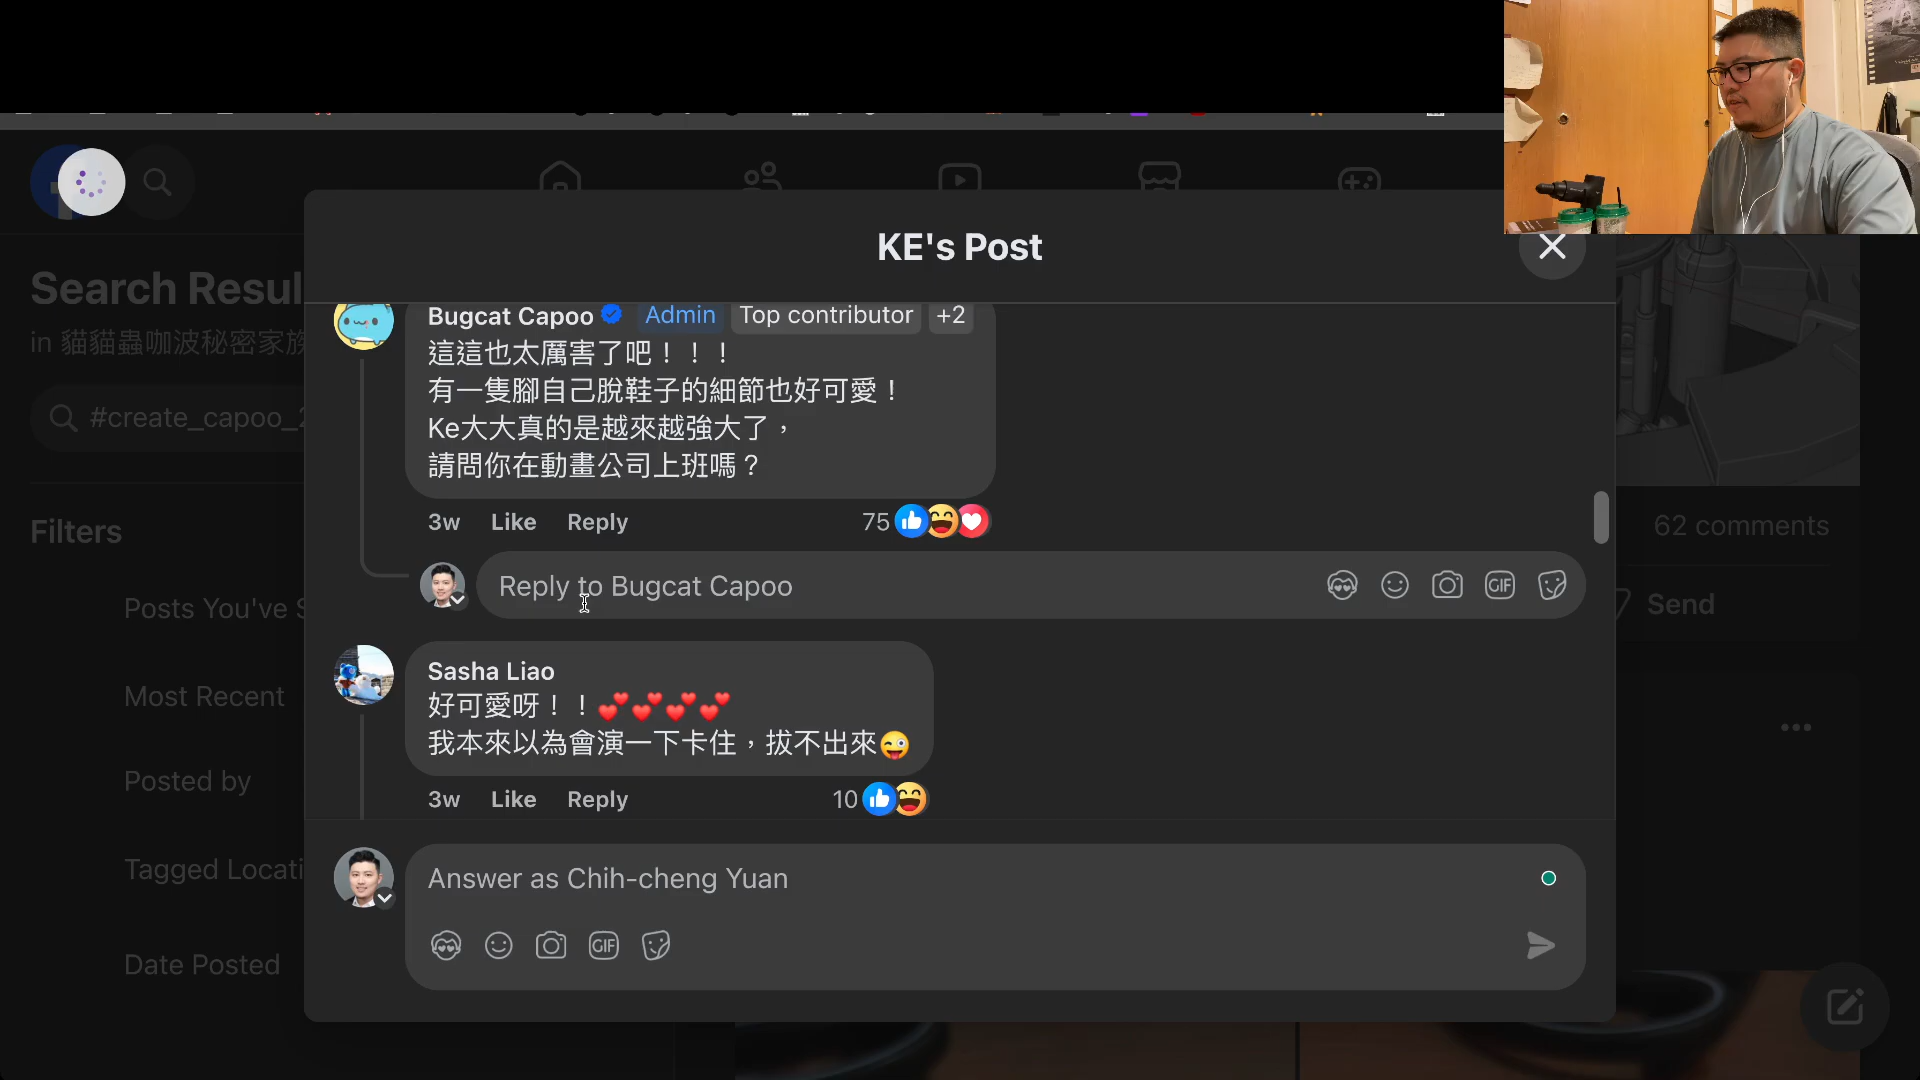 KE's Post
Search Resul
in 貓貓蟲咖波秘密家族
#create_capoo_2
Filters
Posts You've S
Most Recent
Posted by
Tagged Locati
Date Posted
Bugcat Capoo Admin Top contributor +2
這這也太厲害了吧！！！
有一隻腳自己脫鞋子的細節也好可愛！
Ke大大真的是越來越強大了，
請問你在動畫公司上班嗎？
3w Like Reply 75
Reply to Bugcat Capoo
GIF
Sasha Liao
好可愛呀！！💕💕💕💕
我本來以為會演一下卡住，拔不出來😜
3w Like Reply 10
Answer as Chih-cheng Yuan
GIF
62 comments
Send